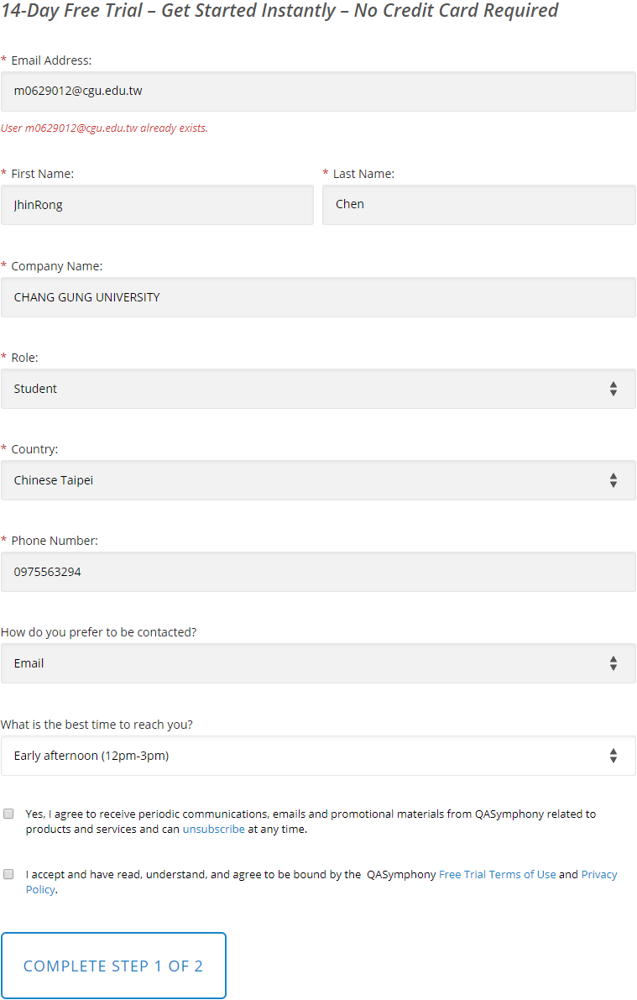 14-Day Free Trial – Get Started Instantly – No Credit Card Required
* Email Address:
m0629012@cgu.edu.tw
User m0629012@cgu.edu.tw already exists.
* First Name:
* Last Name:
JhinRong
Chen
* Company Name:
CHANG GUNG UNIVERSITY
* Role:
Student
* Country:
Chinese Taipei
* Phone Number:
0975563294
How do you prefer to be contacted?
Email
What is the best time to reach you?
Early afternoon (12pm-3pm)
Yes, I agree to receive periodic communications, emails and promotional materials from QASymphony related to
products and services and can unsubscribe at any time.
I accept and have read, understand, and agree to be bound by the QASymphony Free Trial Terms of Use and Privacy
Policy.
COMPLETE STEP 1 OF 2